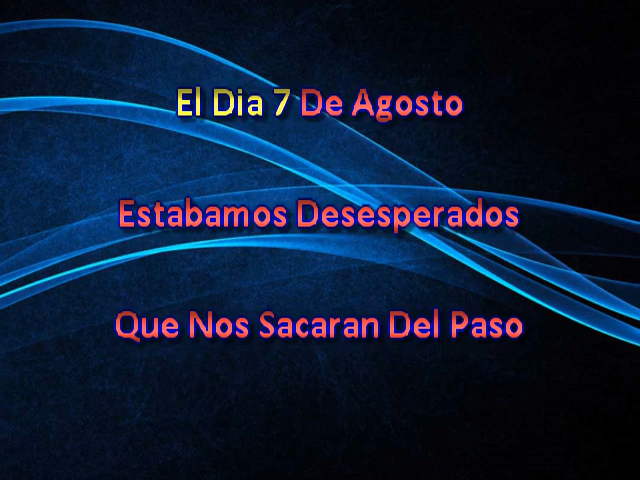 El Dia 7 De Agosto
Estabamos Desesperados
Que Nos Sacaran Del Paso